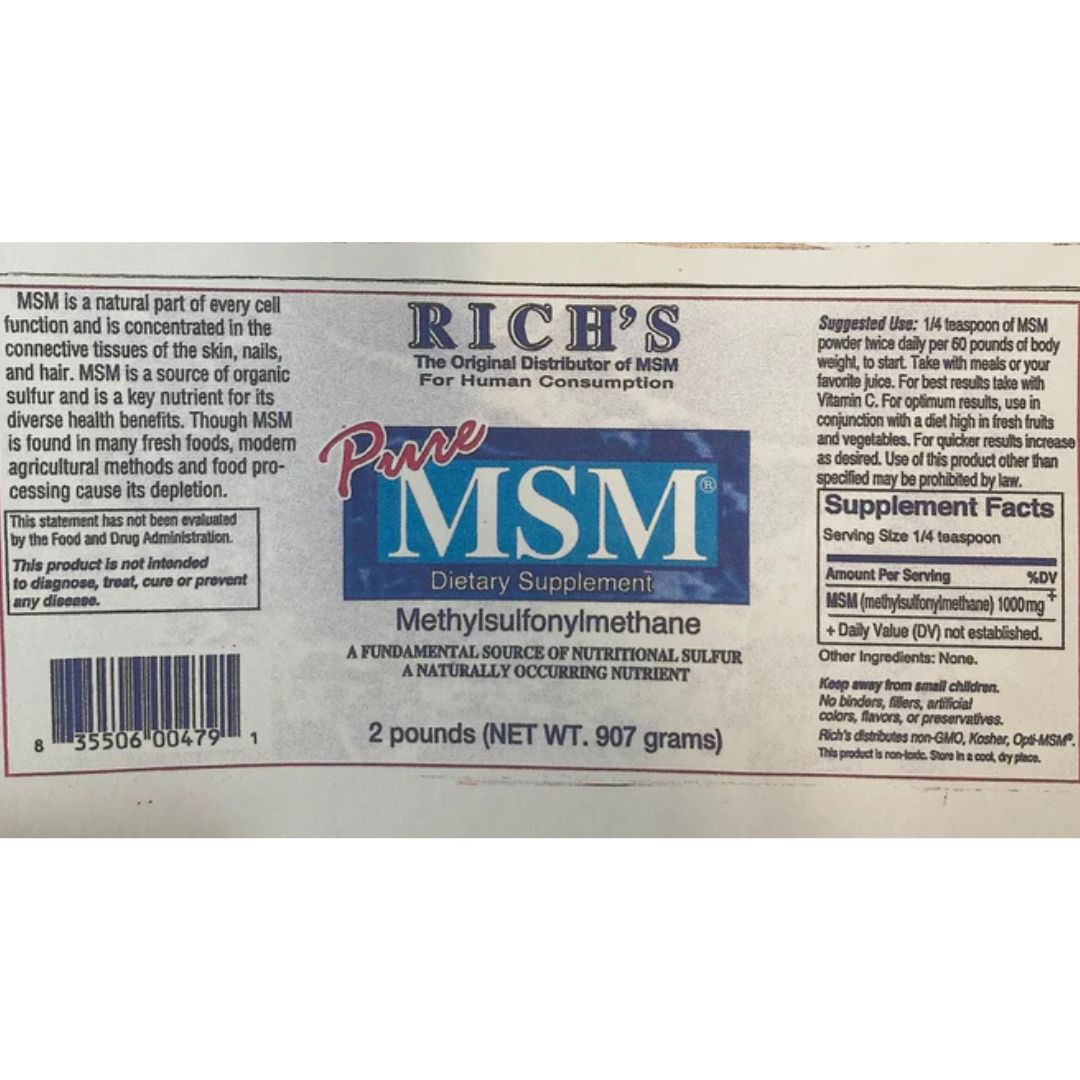 MSM is a natural part of every cell
function and is concentrated in the
connective tissues of the skin, nails,
and hair. MSM is a source of organic
sulfur and is a key nutrient for its
diverse health benefits. Though MSM
is found in many fresh foods, modern
agricultural methods and food pro-
cessing cause its depletion.
This statement has not been evaluated
by the Food and Drug Administration.
This product is not intended
to diagnose, treat, cure or prevent
any disease.
8 35506 00479 1
RICH'S
The Original Distributor of MSM
For Human Consumption
Pure
MSM®
Dietary Supplement
Methylsulfonylmethane
A FUNDAMENTAL SOURCE OF NUTRITIONAL SULFUR
A NATURALLY OCCURRING NUTRIENT
2 pounds (NET WT. 907 grams)
Suggested Use: 1/4 teaspoon of MSM
powder twice daily per 60 pounds of body
weight, to start. Take with meals or your
favorite juice. For best results take with
Vitamin C. For optimum results, use in
conjunction with a diet high in fresh fruits
and vegetables. For quicker results increase
as desired. Use of this product other than
specified may be prohibited by law.
Supplement Facts
Serving Size 1/4 teaspoon
Amount Per Serving %DV
MSM (methylsulfonylmethane) 1000mg +
+ Daily Value (DV) not established.
Other Ingredients: None.
Keep away from small children.
No binders, fillers, artificial
colors, flavors, or preservatives.
Rich's distributes non-GMO, Kosher, Opti-MSM®.
This product is non-toxic. Store in a cool, dry place.